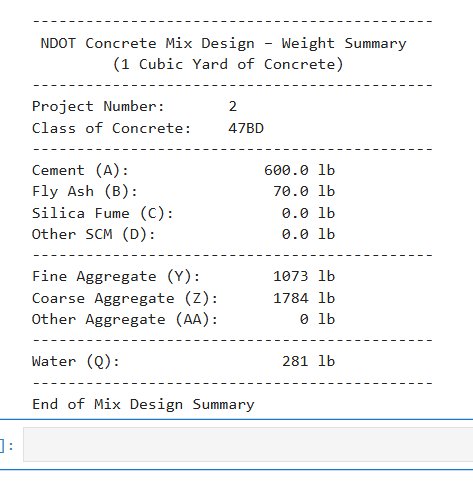 ---------------------------------------------
NDOT Concrete Mix Design – Weight Summary
(1 Cubic Yard of Concrete)
---------------------------------------------
Project Number: 2
Class of Concrete: 47BD
---------------------------------------------
Cement (A): 600.0 lb
Fly Ash (B): 70.0 lb
Silica Fume (C): 0.0 lb
Other SCM (D): 0.0 lb
---------------------------------------------
Fine Aggregate (Y): 1073 lb
Coarse Aggregate (Z): 1784 lb
Other Aggregate (AA): 0 lb
---------------------------------------------
Water (Q): 281 lb
---------------------------------------------
End of Mix Design Summary
]: